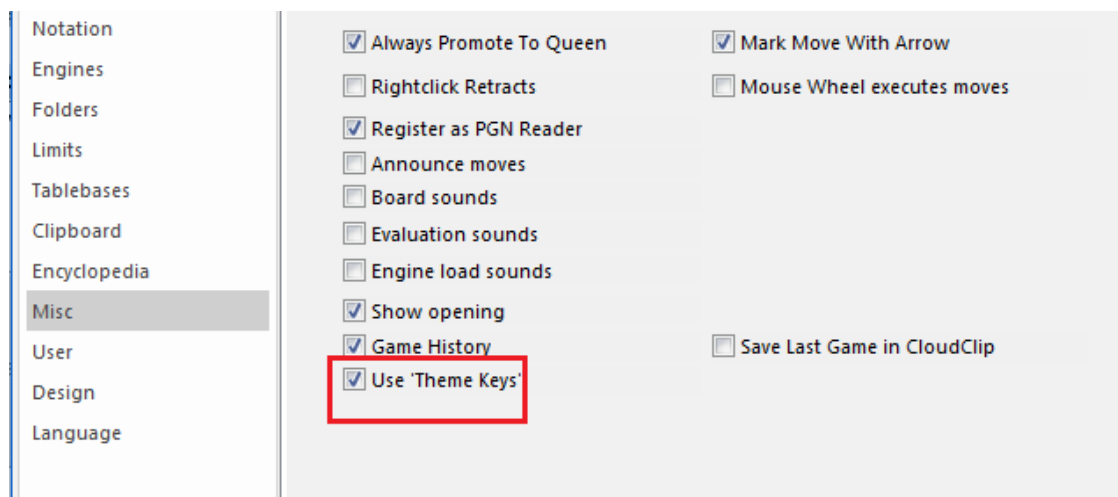 Notation
Engines
Folders
Limits
Tablebases
Clipboard
Encyclopedia
Misc
User
Design
Language
Always Promote To Queen
Mark Move With Arrow
Rightclick Retracts
Mouse Wheel executes moves
Register as PGN Reader
Announce moves
Board sounds
Evaluation sounds
Engine load sounds
Show opening
Game History
Save Last Game in CloudClip
Use 'Theme Keys'